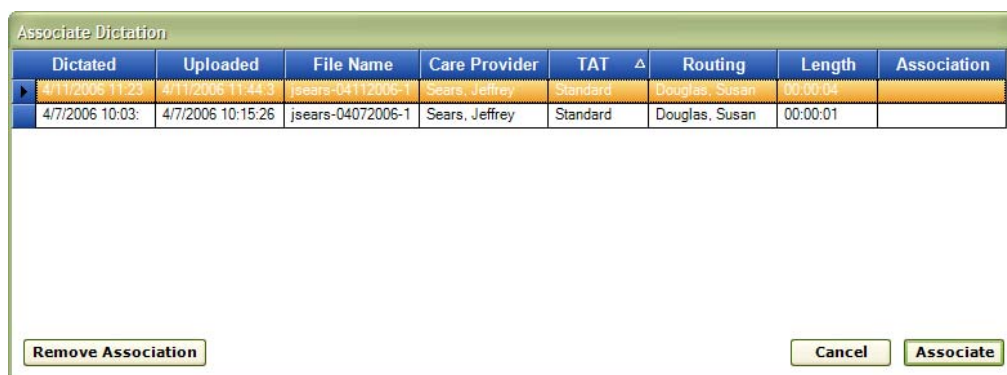 Associate Dictation
Dictated Uploaded File Name Care Provider TAT Routing Length Association
4/11/2006 11:23 4/11/2006 11:44:3 jsears-04112006-1 Sears, Jeffrey Standard Douglas, Susan 00:00:04
4/7/2006 10:03: 4/7/2006 10:15:26 jsears-04072006-1 Sears, Jeffrey Standard Douglas, Susan 00:00:01
Remove Association Cancel Associate